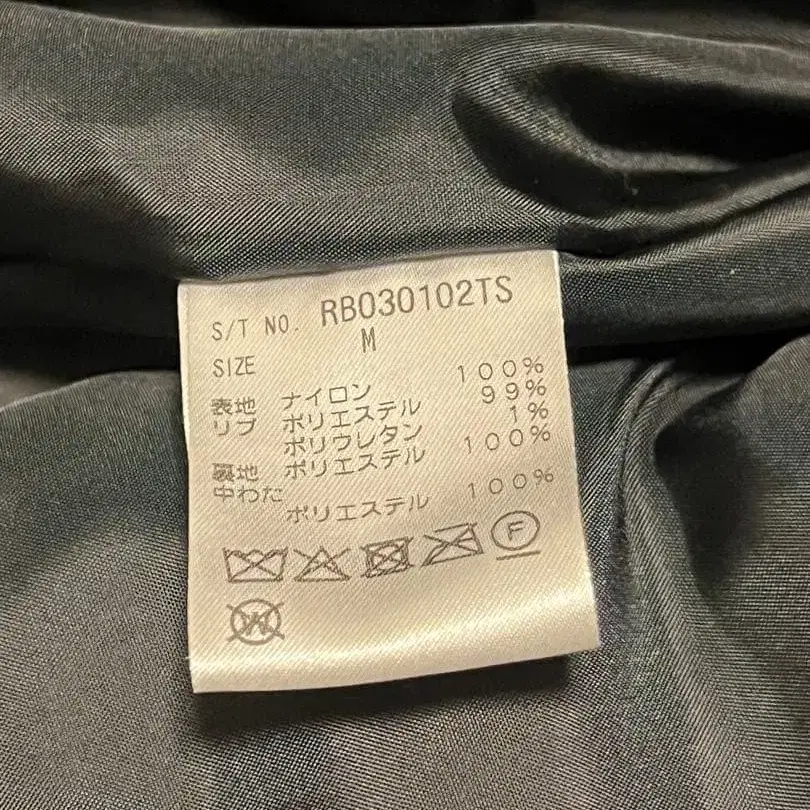 S/T NO. RB030102TS
SIZE M
表地 ナイロン 100%
リブ ポリエステル 99%
ポリウレタン 1%
裏地 ポリエステル 100%
中わた
ポリエステル 100%
F
W